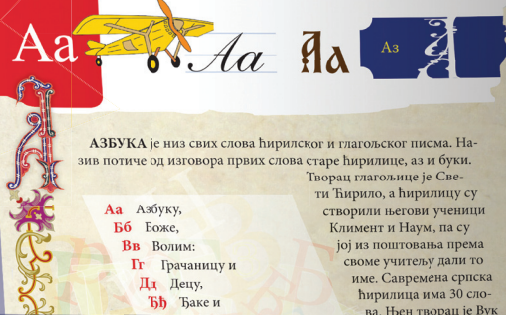 Аа
Аа
Аа
Аз
А
АЗБУКА је низ свих слова ћирилског и глагољског писма. На-
зив потиче од изговора првих слова старе ћирилице, аз и буки.
Творац глагољице је Све-
ти Ћирило, а ћирилицу су
створили његови ученици
Климент и Наум, па су
јој из поштовања према
своме учитељу дали то
име. Савремена српска
ћирилица има 30 сло-
ва. Њен творац је Вук
Аа Азбуку,
Бб Боже,
Вв Волим:
Гг Грачаницу и
Дд Децу,
Ђђ Ђаке и